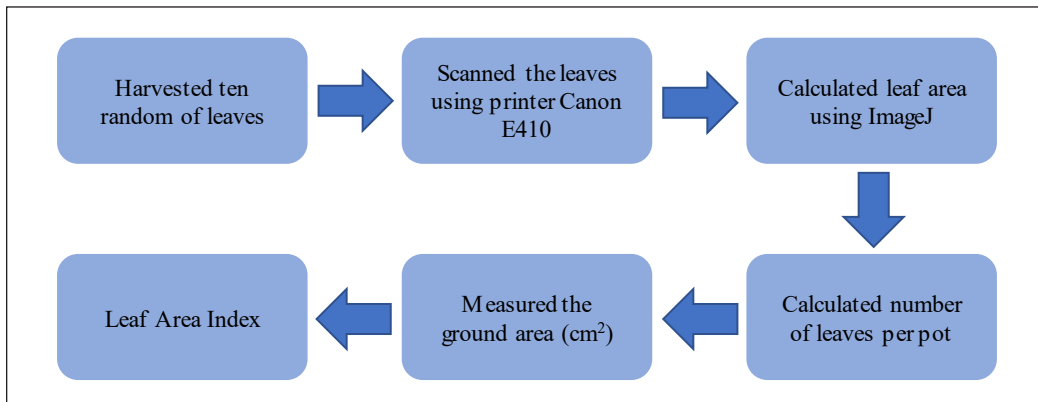 Harvested ten
random of leaves
Scanned the leaves
using printer Canon
E410
Calculated leaf area
using ImageJ
Calculated number
of leaves per pot
Measured the
ground area (cm²)
Leaf Area Index